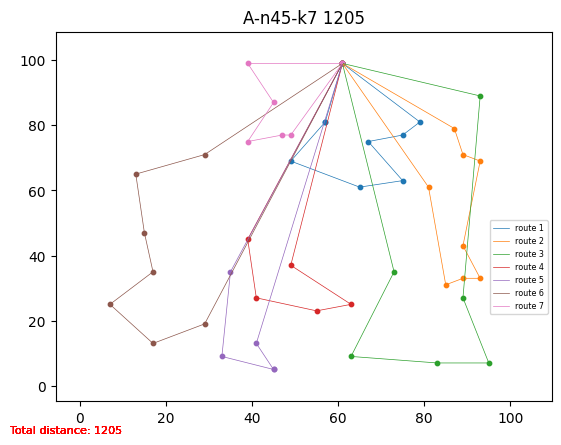 A-n45-k7 1205
100
80
60
40
20
0
route 1
route 2
route 3
route 4
route 5
route 6
route 7
0 20 40 60 80 100
Total distance: 1205